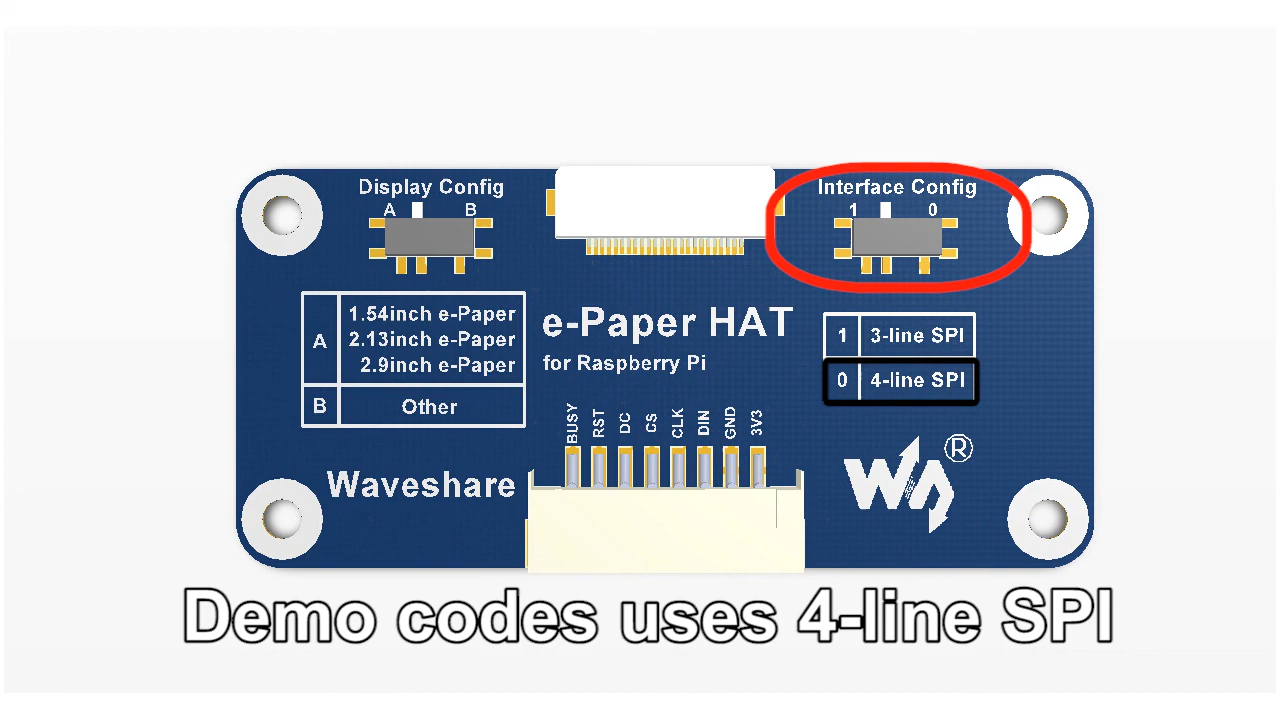 Display Config
A B
Interface Config
1 0
A
1.54inch e-Paper
2.13inch e-Paper
2.9inch e-Paper
B Other
e-Paper HAT
for Raspberry Pi
1 3-line SPI
0 4-line SPI
BUSY RST DC CS CLK DIN GND 3V3
Waveshare
®
Demo codes uses 4-line SPI